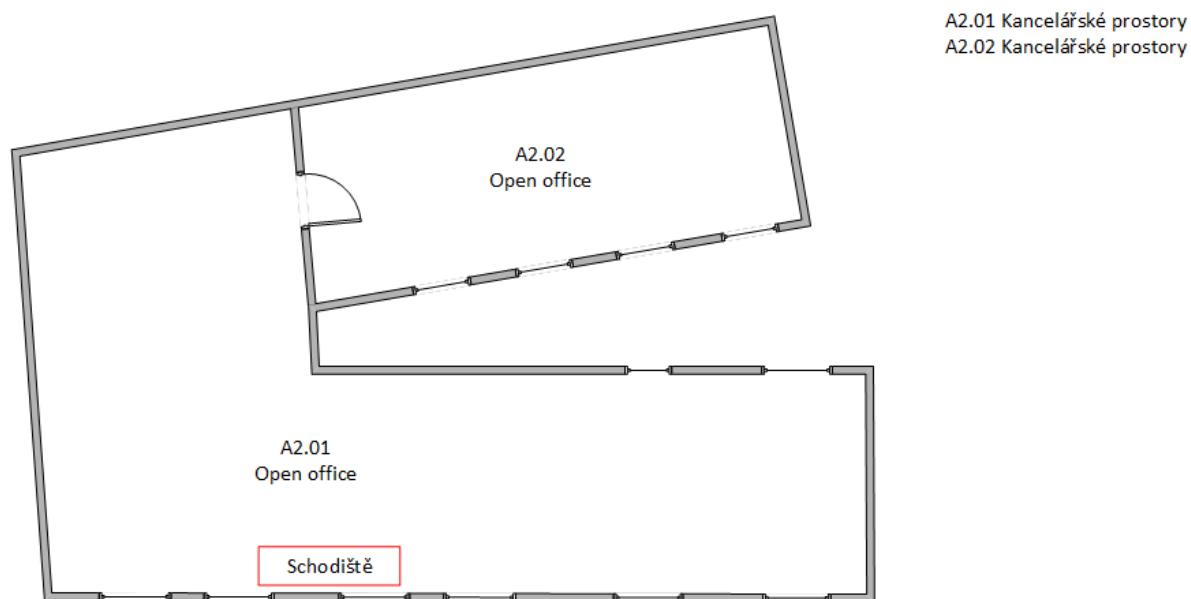 A2.01 Kancelářské prostory
A2.02 Kancelářské prostory
A2.02
Open office
A2.01
Open office
Schodiště